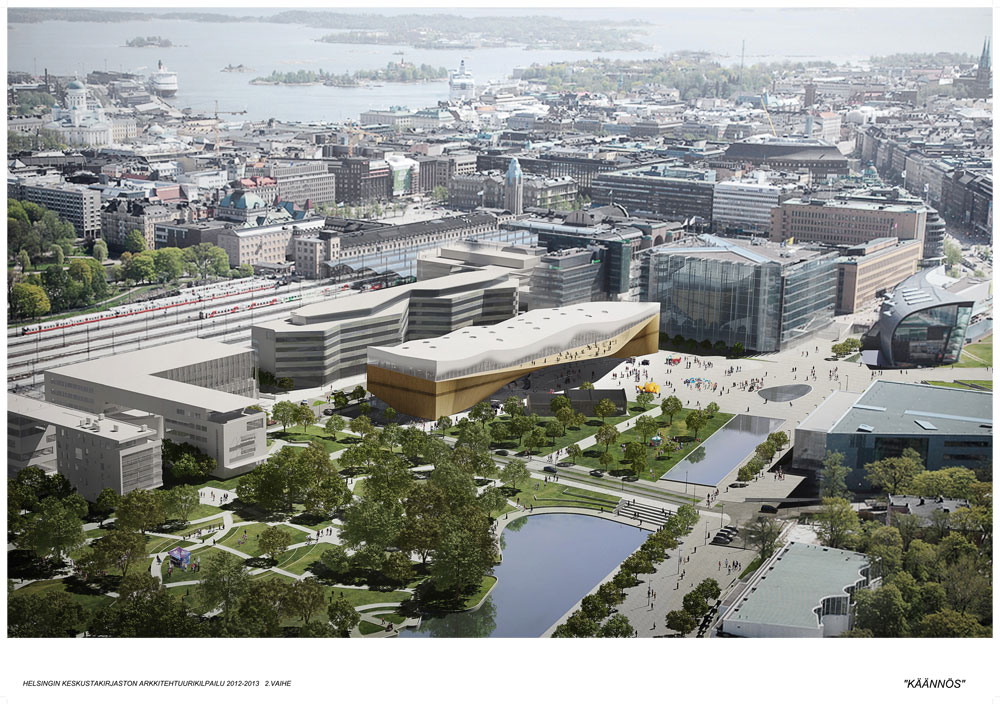 HELSINGIN KESKUSTAKIRJASTON ARKKITEHTUURIKILPAILU 2012-2013 2.VAIHE
"KÄÄNNÖS"